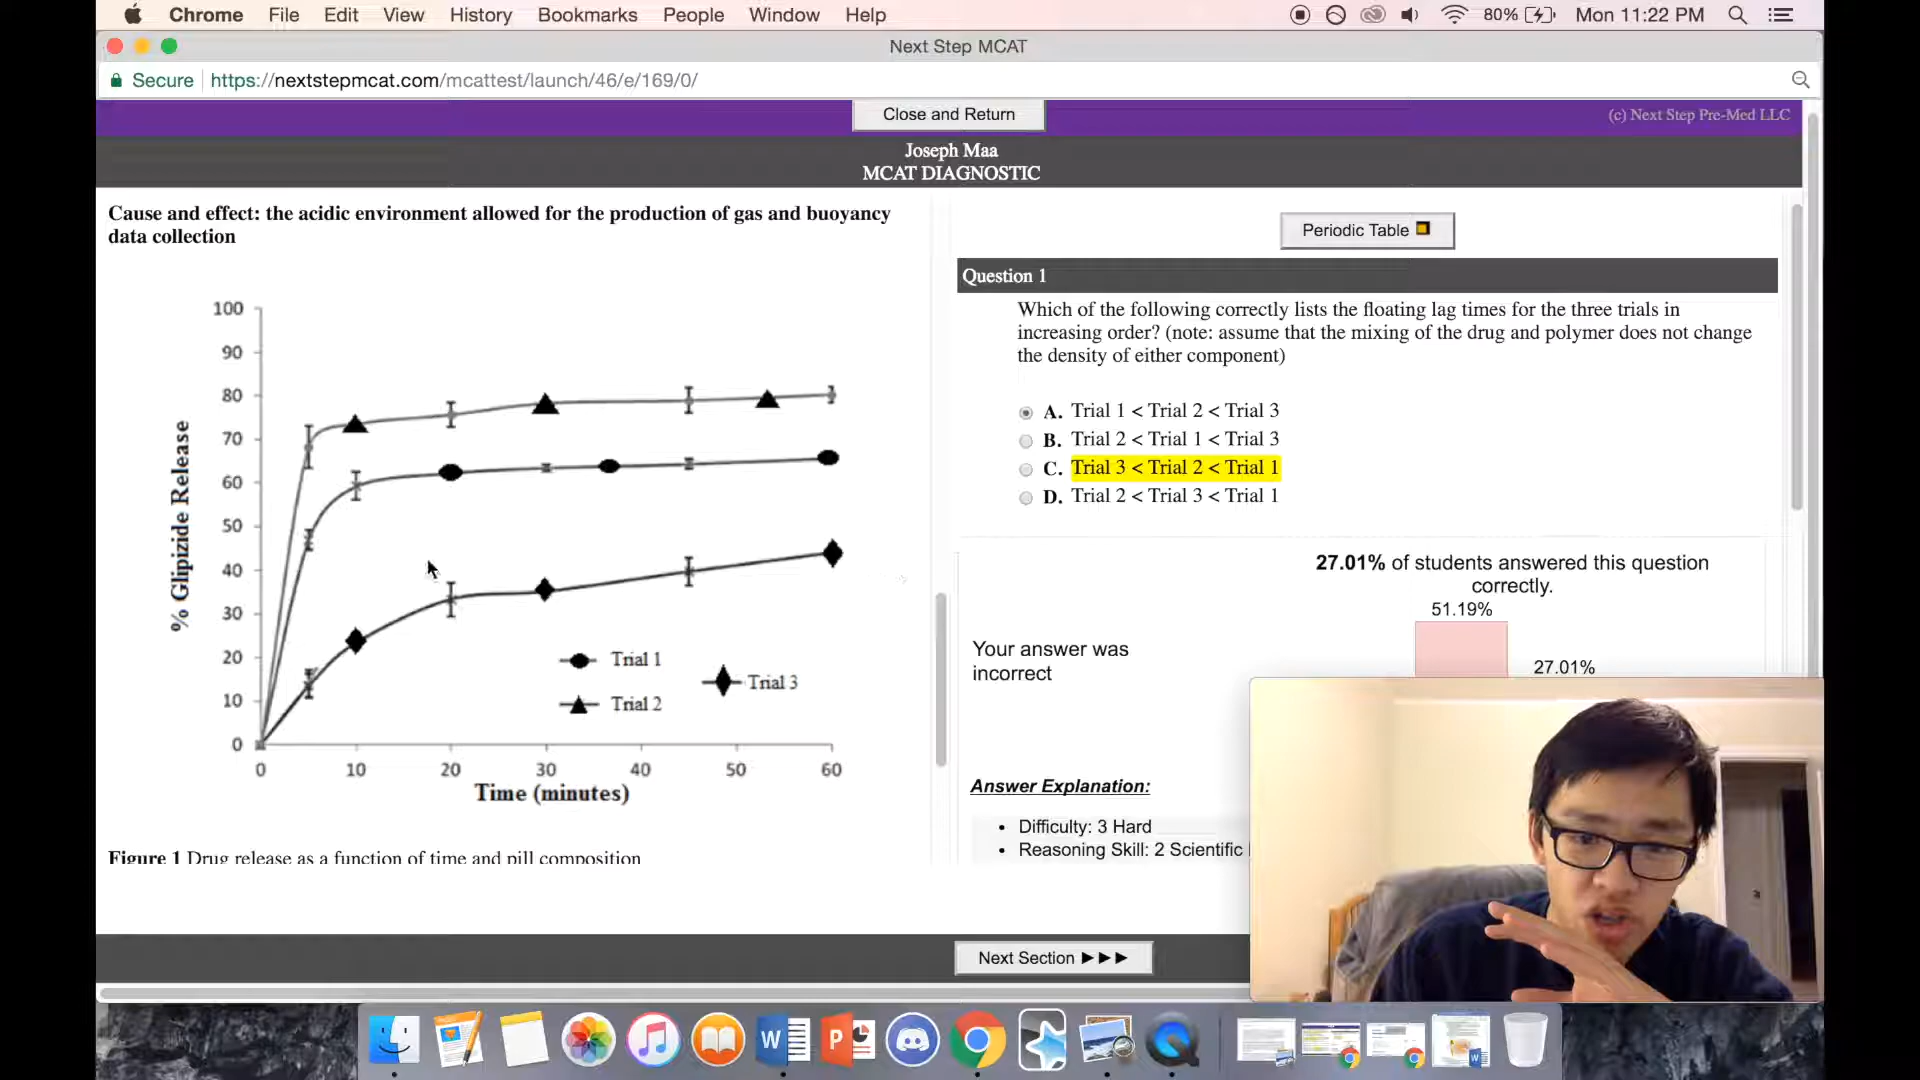 Chrome File Edit View History Bookmarks People Window Help 80% Mon 11:22 PM
Next Step MCAT
Secure https://nextstepmcat.com/mcattest/launch/46/e/169/0/
Close and Return
(c) Next Step Pre-Med LLC
Joseph Maa
MCAT DIAGNOSTIC
Cause and effect: the acidic environment allowed for the production of gas and buoyancy
data collection
100
90
80
70
60
50
40
30
20
10
0
% Glipizide Release
Trial 1
Trial 2
Trial 3
0 10 20 30 40 50 60
Time (minutes)
Figure 1 Drug release as a function of time and pill composition
Periodic Table
Question 1
Which of the following correctly lists the floating lag times for the three trials in
increasing order? (note: assume that the mixing of the drug and polymer does not change
the density of either component)
A. Trial 1 < Trial 2 < Trial 3
B. Trial 2 < Trial 1 < Trial 3
C. Trial 3 < Trial 2 < Trial 1
D. Trial 2 < Trial 3 < Trial 1
27.01% of students answered this question
correctly.
51.19%
27.01%
Your answer was
incorrect
Answer Explanation:
• Difficulty: 3 Hard
• Reasoning Skill: 2 Scientific
Next Section ►►►
W
P
W